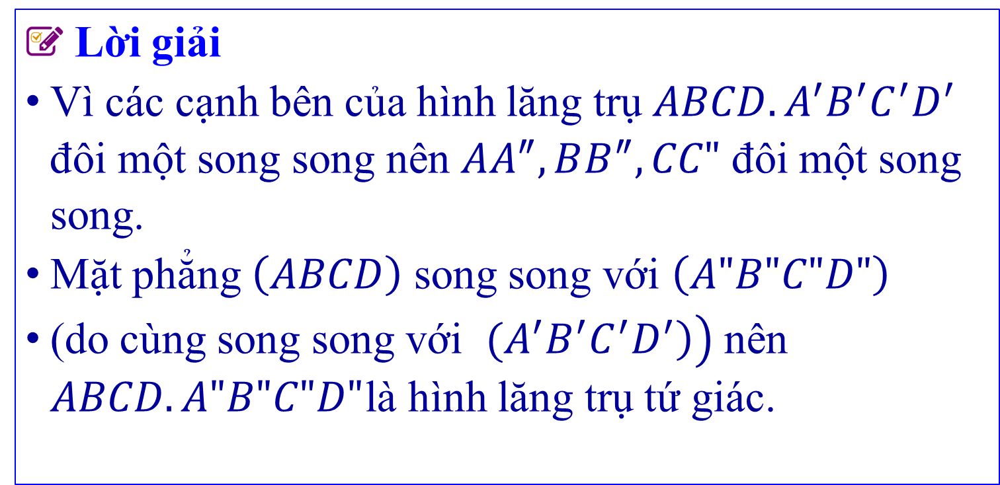 Lời giải
• Vì các cạnh bên của hình lăng trụ ABCD.A′B′C′D′
đôi một song song nên AA″,BB″,CC" đôi một song
song.
• Mặt phẳng (ABCD) song song với (A"B"C"D")
• (do cùng song song với (A′B′C′D′)) nên
ABCD.A"B"C"D"là hình lăng trụ tứ giác.